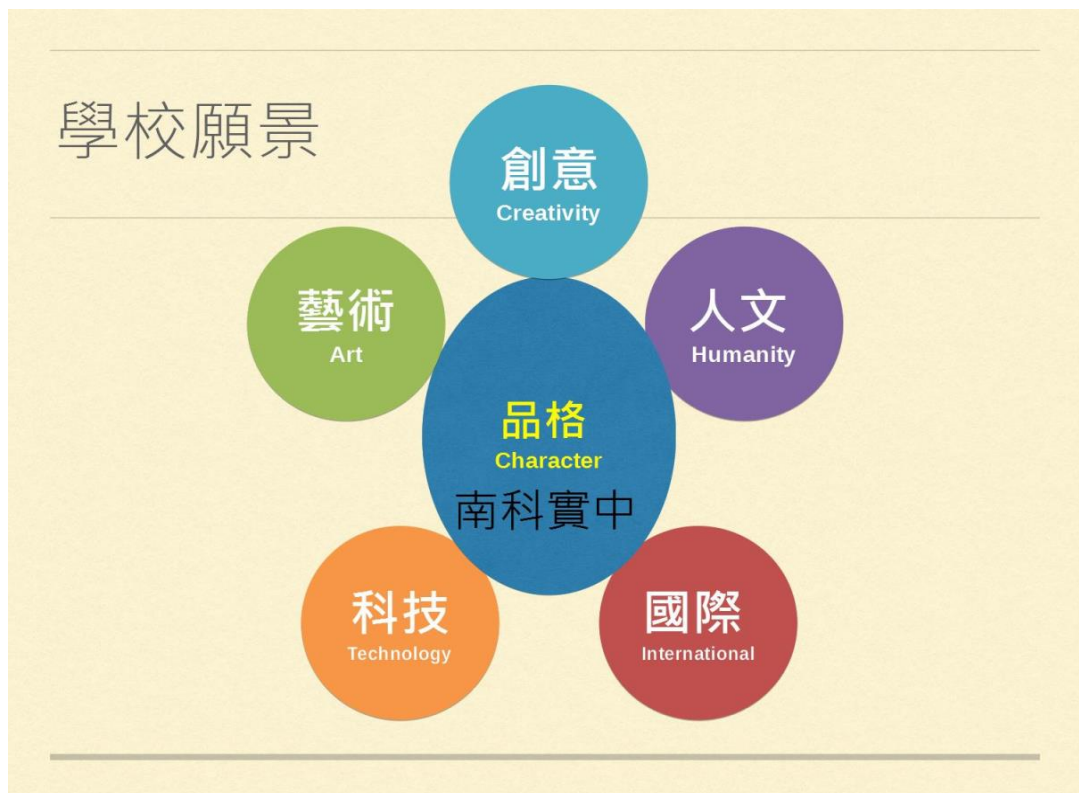 學校願景
創意
Creativity
藝術
Art
人文
Humanity
品格
Character
南科實中
科技
Technology
國際
International